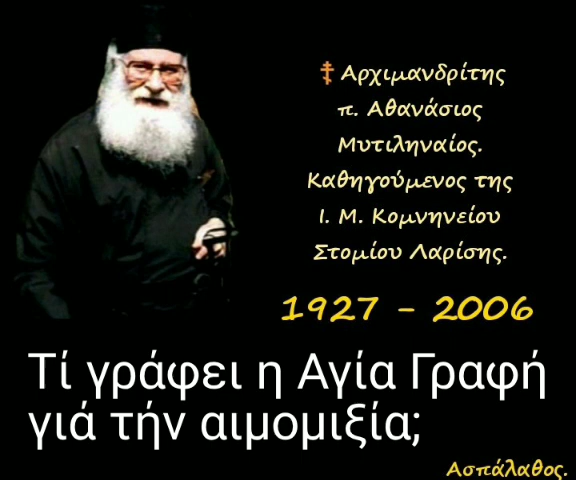 ☦ Αρχιμανδρίτης
π. Αθανάσιος
Μυτιληναίος.
Καθηγούμενος της
Ι. Μ. Κομνηνείου
Στομίου Λαρίσης.
1927 - 2006
Τί γράφει η Αγία Γραφή
γιά τήν αιμομιξία;
Ασπάλαθος.